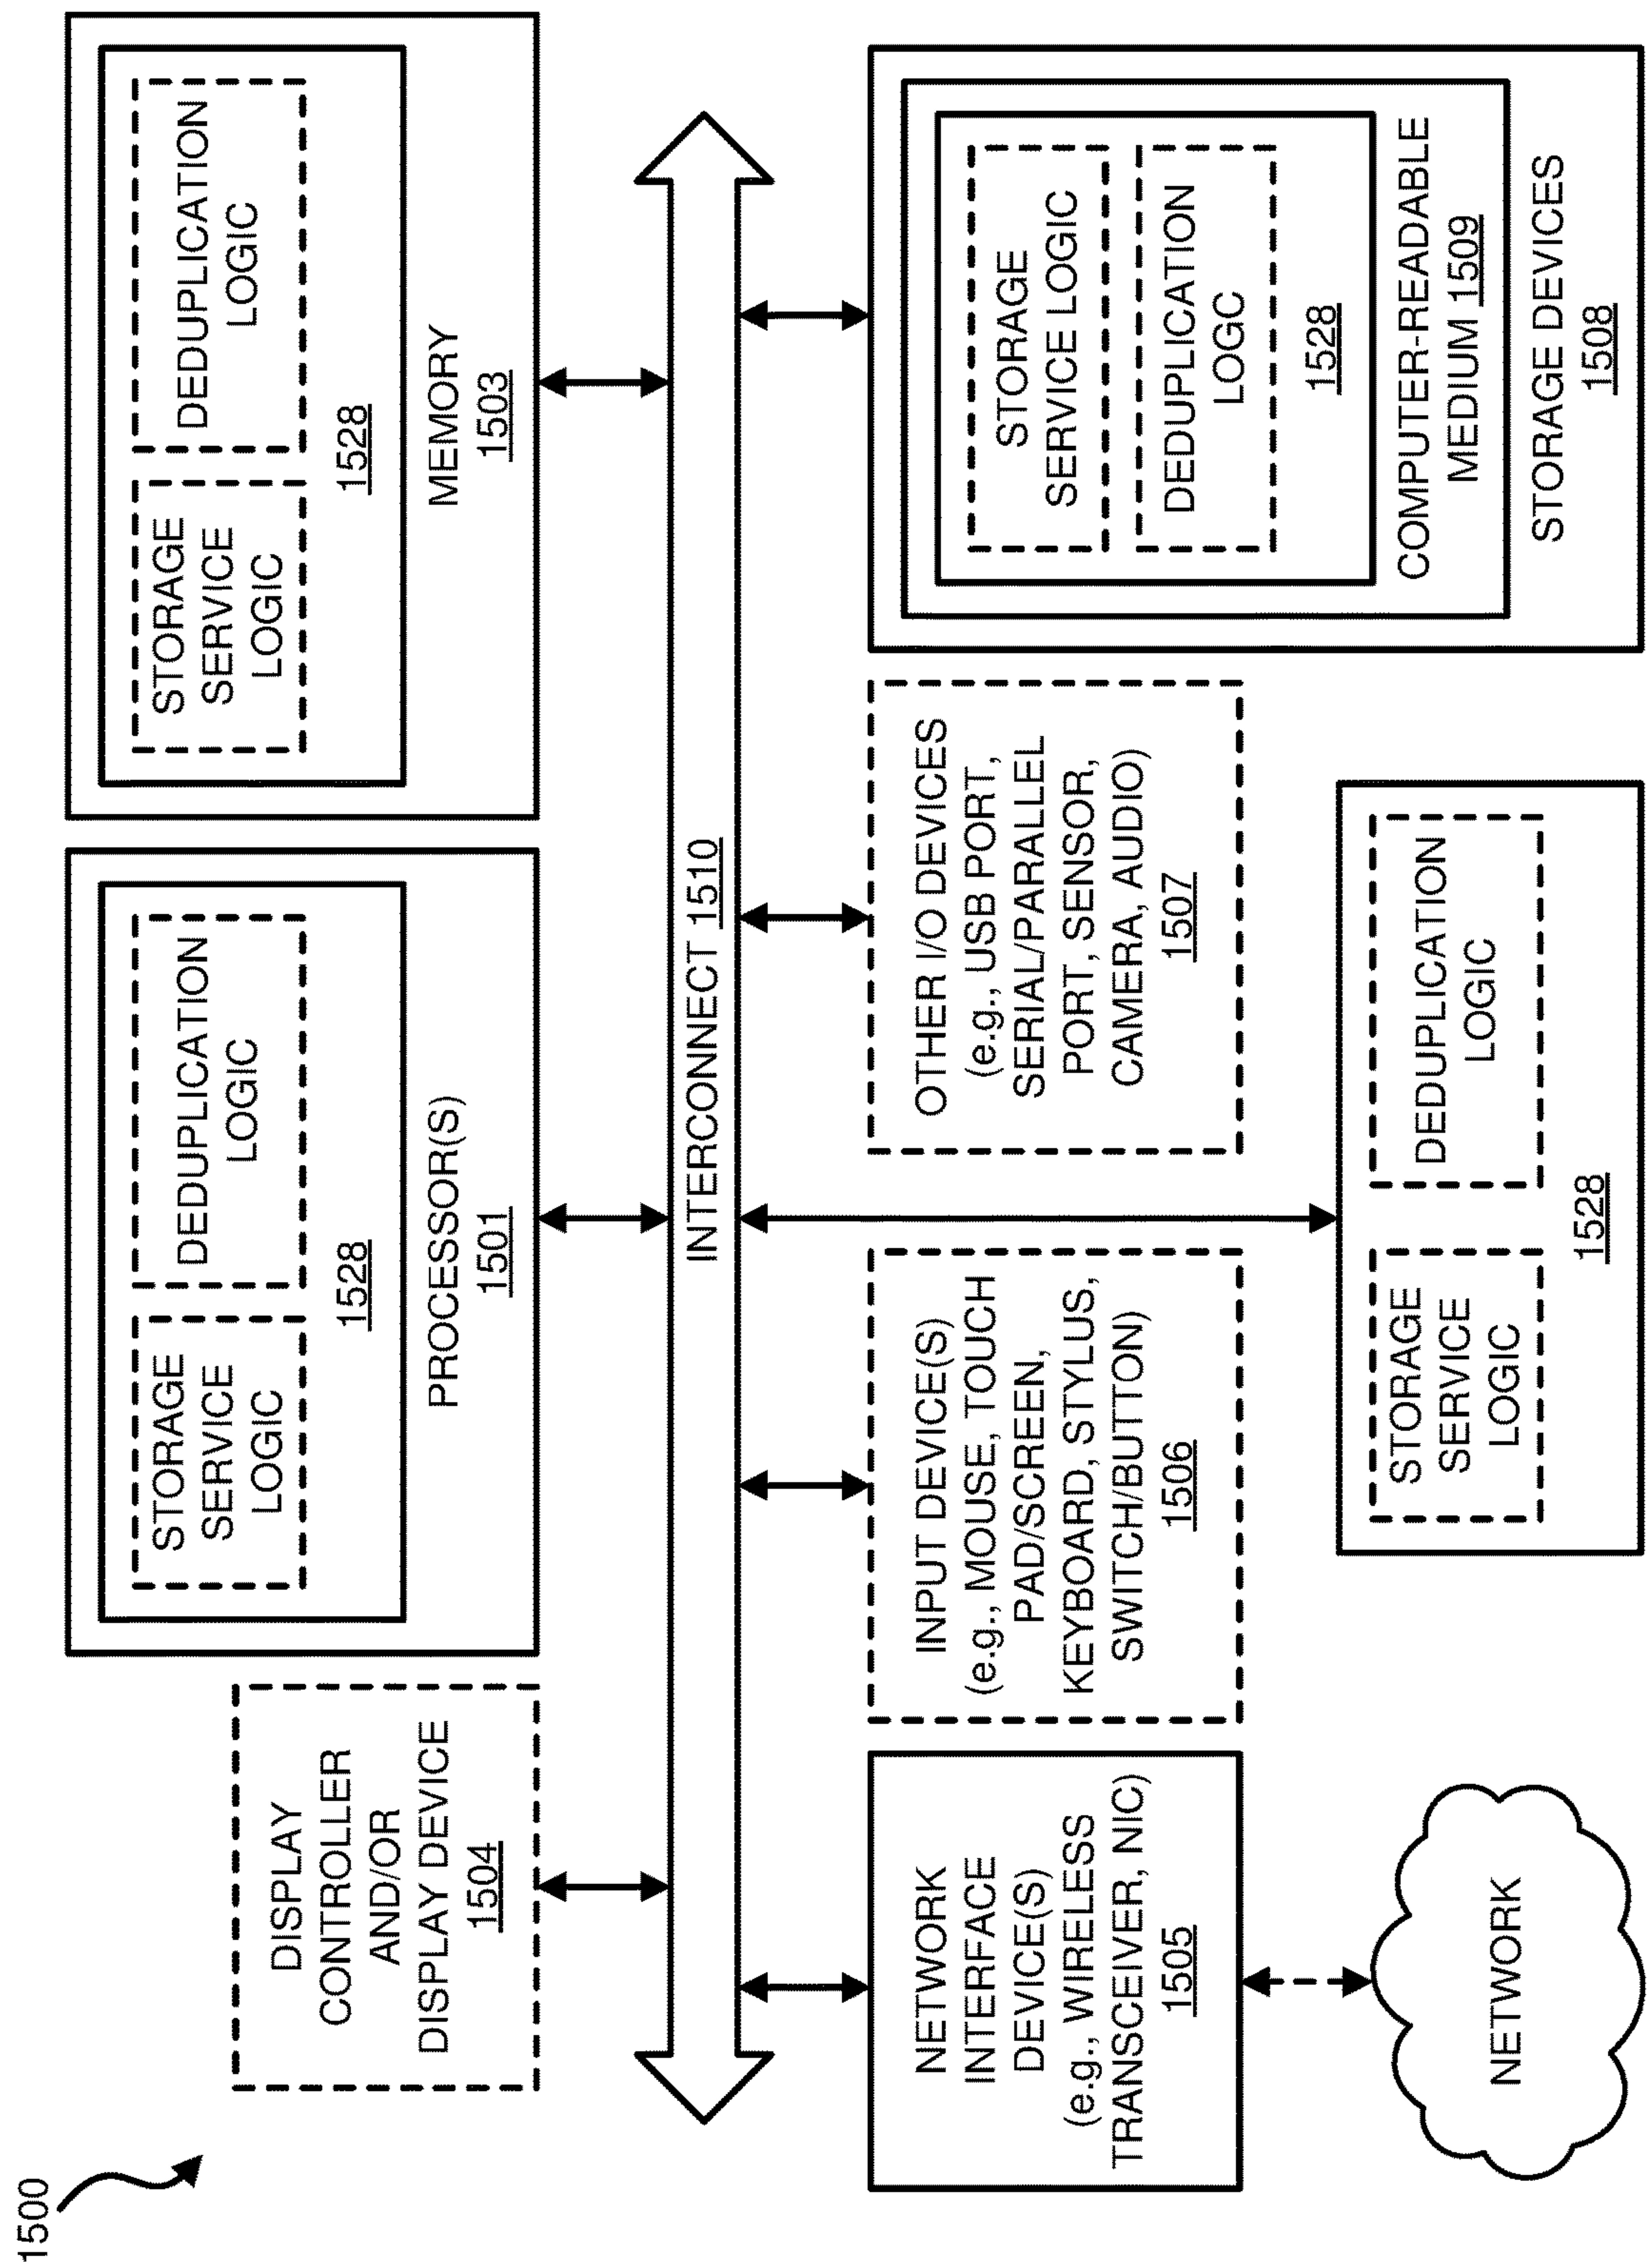 1500
DISPLAY
CONTROLLER
AND/OR
DISPLAY DEVICE
1504
STORAGE
SERVICE
LOGIC
DEDUPLICATION
LOGIC
1528
PROCESSOR(S)
1501
STORAGE
SERVICE
LOGIC
DEDUPLICATION
LOGIC
1528
MEMORY
1503
INTERCONNECT 1510
NETWORK
INTERFACE
DEVICE(S)
(e.g., WIRELESS
TRANSCEIVER, NIC)
1505
INPUT DEVICE(S)
(e.g., MOUSE, TOUCH
PAD/SCREEN,
KEYBOARD, STYLUS,
SWITCH/BUTTON)
1506
OTHER I/O DEVICES
(e.g., USB PORT,
SERIAL/PARALLEL
PORT, SENSOR,
CAMERA, AUDIO)
1507
STORAGE
SERVICE LOGIC
DEDUPLICATION
LOGC
1528
COMPUTER-READABLE
MEDIUM 1509
STORAGE DEVICES
1508
NETWORK
STORAGE
SERVICE
LOGIC
DEDUPLICATION
LOGIC
1528